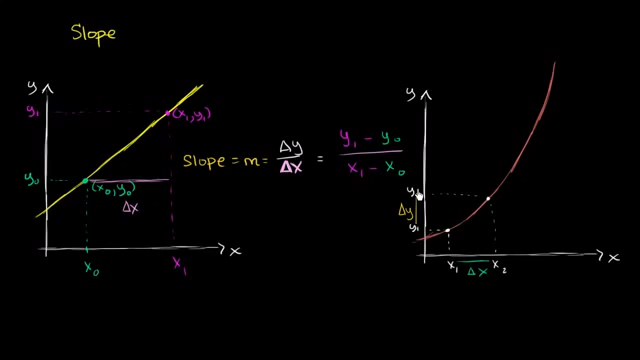 Slope
y
y₁
(x₁, y₁)
y₀
(x₀, y₀)
Δx
x
x₀
x₁
Slope = m = Δy/Δx = y₁ - y₀/x₁ - x₀
y
Δy
y₁
x₁
Δx
x₂
x